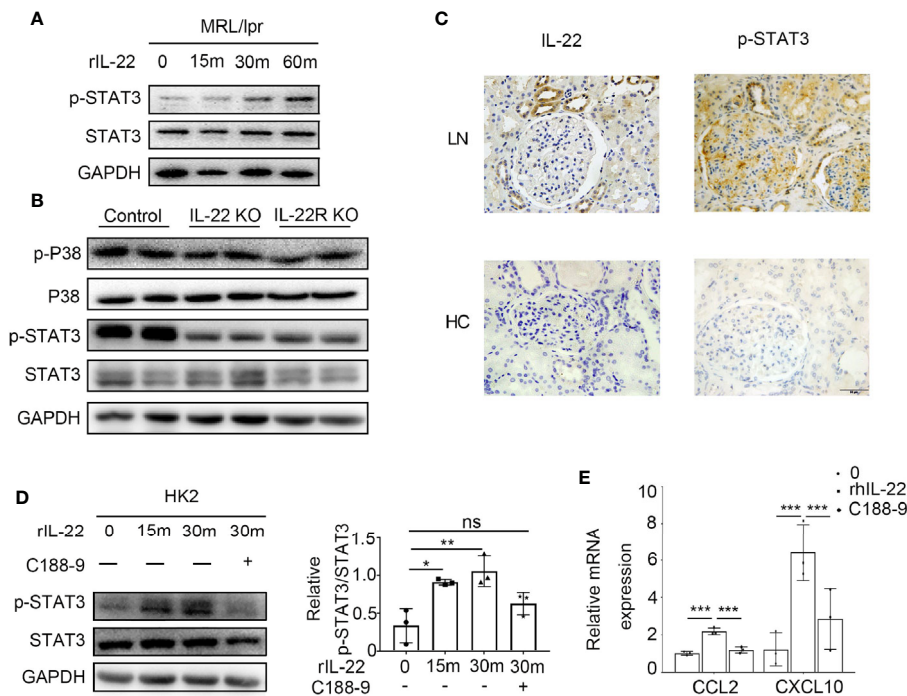 A
MRL/lpr
rIL-22 0 15m 30m 60m
p-STAT3
STAT3
GAPDH
B
Control IL-22 KO IL-22R KO
p-P38
P38
p-STAT3
STAT3
GAPDH
C
IL-22 p-STAT3
LN
HC
D
HK2
rIL-22 0 15m 30m 30m
C188-9 — — — +
p-STAT3
STAT3
GAPDH
Relative
p-STAT3/STAT3
1.5
1.0
0.5
0.0
ns
**
*
rIL-22 0 15m 30m 30m
C188-9 - - - +
E
0
rhIL-22
C188-9
Relative mRNA
expression
10
8
6
4
2
0
*** ***
*** ***
CCL2 CXCL10